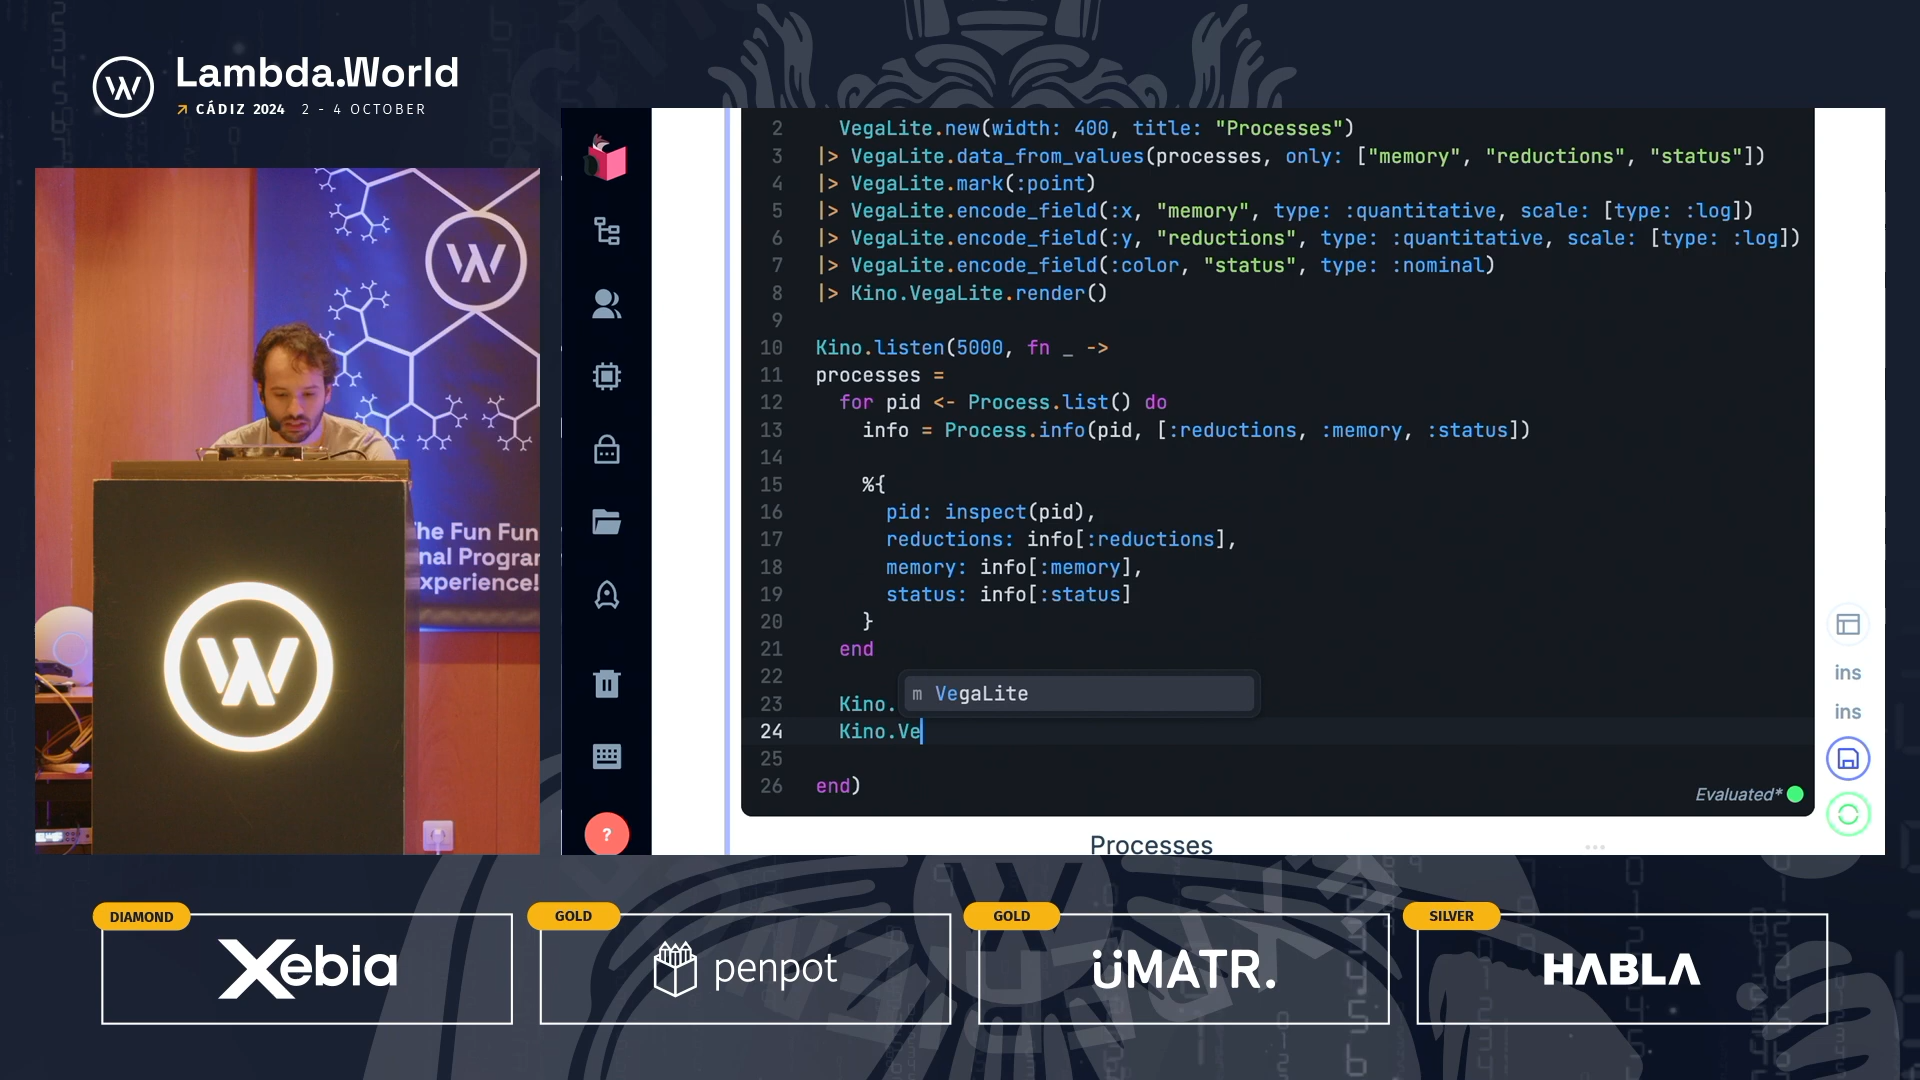 Lambda.World
CÁDIZ 2024 2 - 4 OCTOBER
he Fun Fun
nal Program
xperience!
2 VegaLite.new(width: 400, title: "Processes")
3 |> VegaLite.data_from_values(processes, only: ["memory", "reductions", "status"])
4 |> VegaLite.mark(:point)
5 |> VegaLite.encode_field(:x, "memory", type: :quantitative, scale: [type: :log])
6 |> VegaLite.encode_field(:y, "reductions", type: :quantitative, scale: [type: :log])
7 |> VegaLite.encode_field(:color, "status", type: :nominal)
8 |> Kino.VegaLite.render()
9
10 Kino.listen(5000, fn _ ->
11 processes =
12 for pid <- Process.list() do
13 info = Process.info(pid, [:reductions, :memory, :status])
14
15 %{
16 pid: inspect(pid),
17 reductions: info[:reductions],
18 memory: info[:memory],
19 status: info[:status]
20 }
21 end
22
m VegaLite
23 Kino.
24 Kino.Ve
25
26 end)
Evaluated*
ins
ins
?
Processes
DIAMOND
Xebia
GOLD
penpot
GOLD
üMATR.
SILVER
HABLA